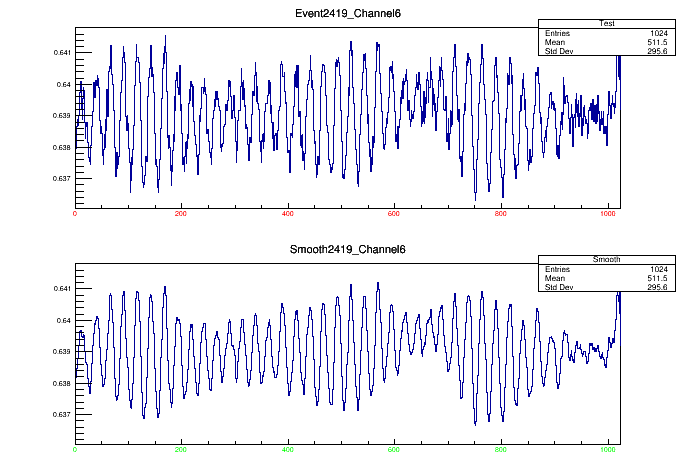 Event2419_Channel6
Test
Entries 1024
Mean 511.5
Std Dev 295.6
0.641
0.64
0.639
0.638
0.637
0 200 400 600 800 1000
Smooth2419_Channel6
Smooth
Entries 1024
Mean 511.5
Std Dev 295.6
0.641
0.64
0.639
0.638
0.637
0 200 400 600 800 1000